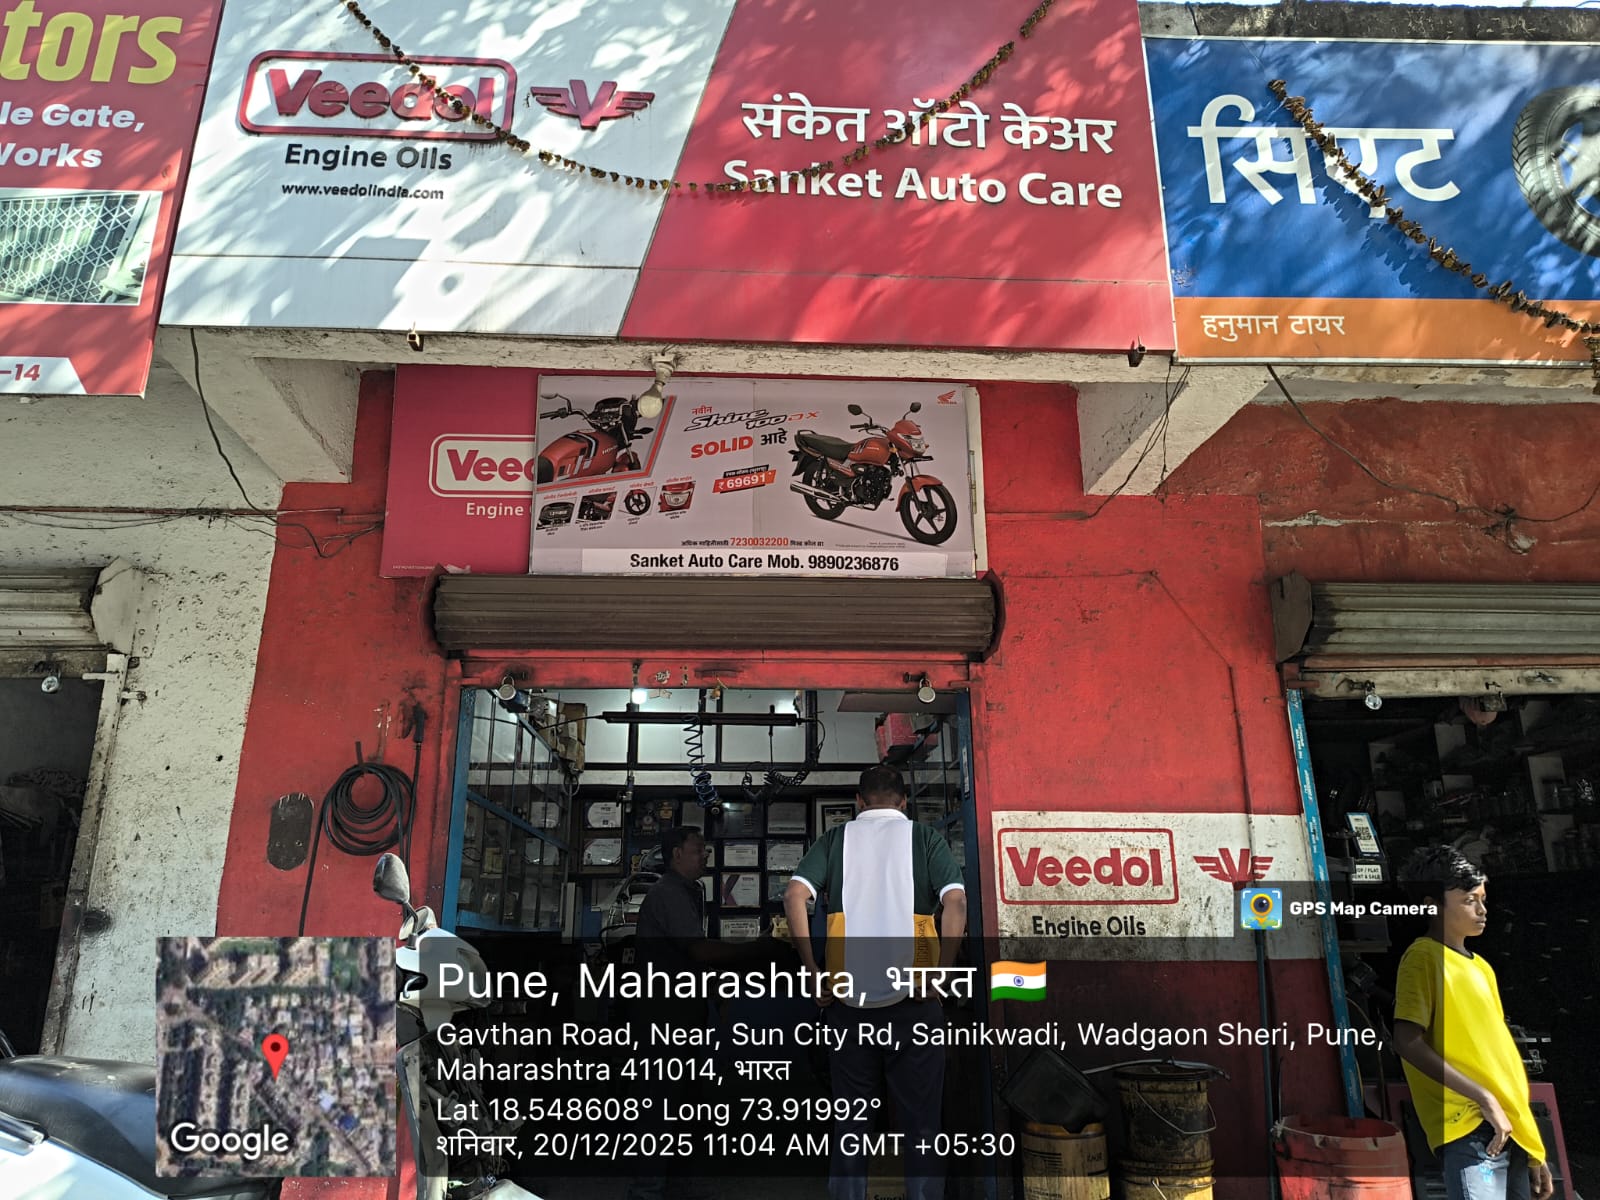 tors
le Gate,
Works
-14
Veedol
Engine Oils
www.veedolindia.com
संकेत ऑटो केअर
Sanket Auto Care
सिएट
हनुमान टायर
Veed
Engine
नवीन
Shine 100 DX
SOLID आहे
₹ 69691
HONDA
अधिक माहितीसाठी 7230032200 मिस्ड कॉल द्या
Sanket Auto Care Mob. 9890236876
Veedol
Engine Oils
GPS Map Camera
Pune, Maharashtra, भारत
Gavthan Road, Near, Sun City Rd, Sainikwadi, Wadgaon Sheri, Pune,
Maharashtra 411014, भारत
Lat 18.548608° Long 73.91992°
शनिवार, 20/12/2025 11:04 AM GMT +05:30
Google